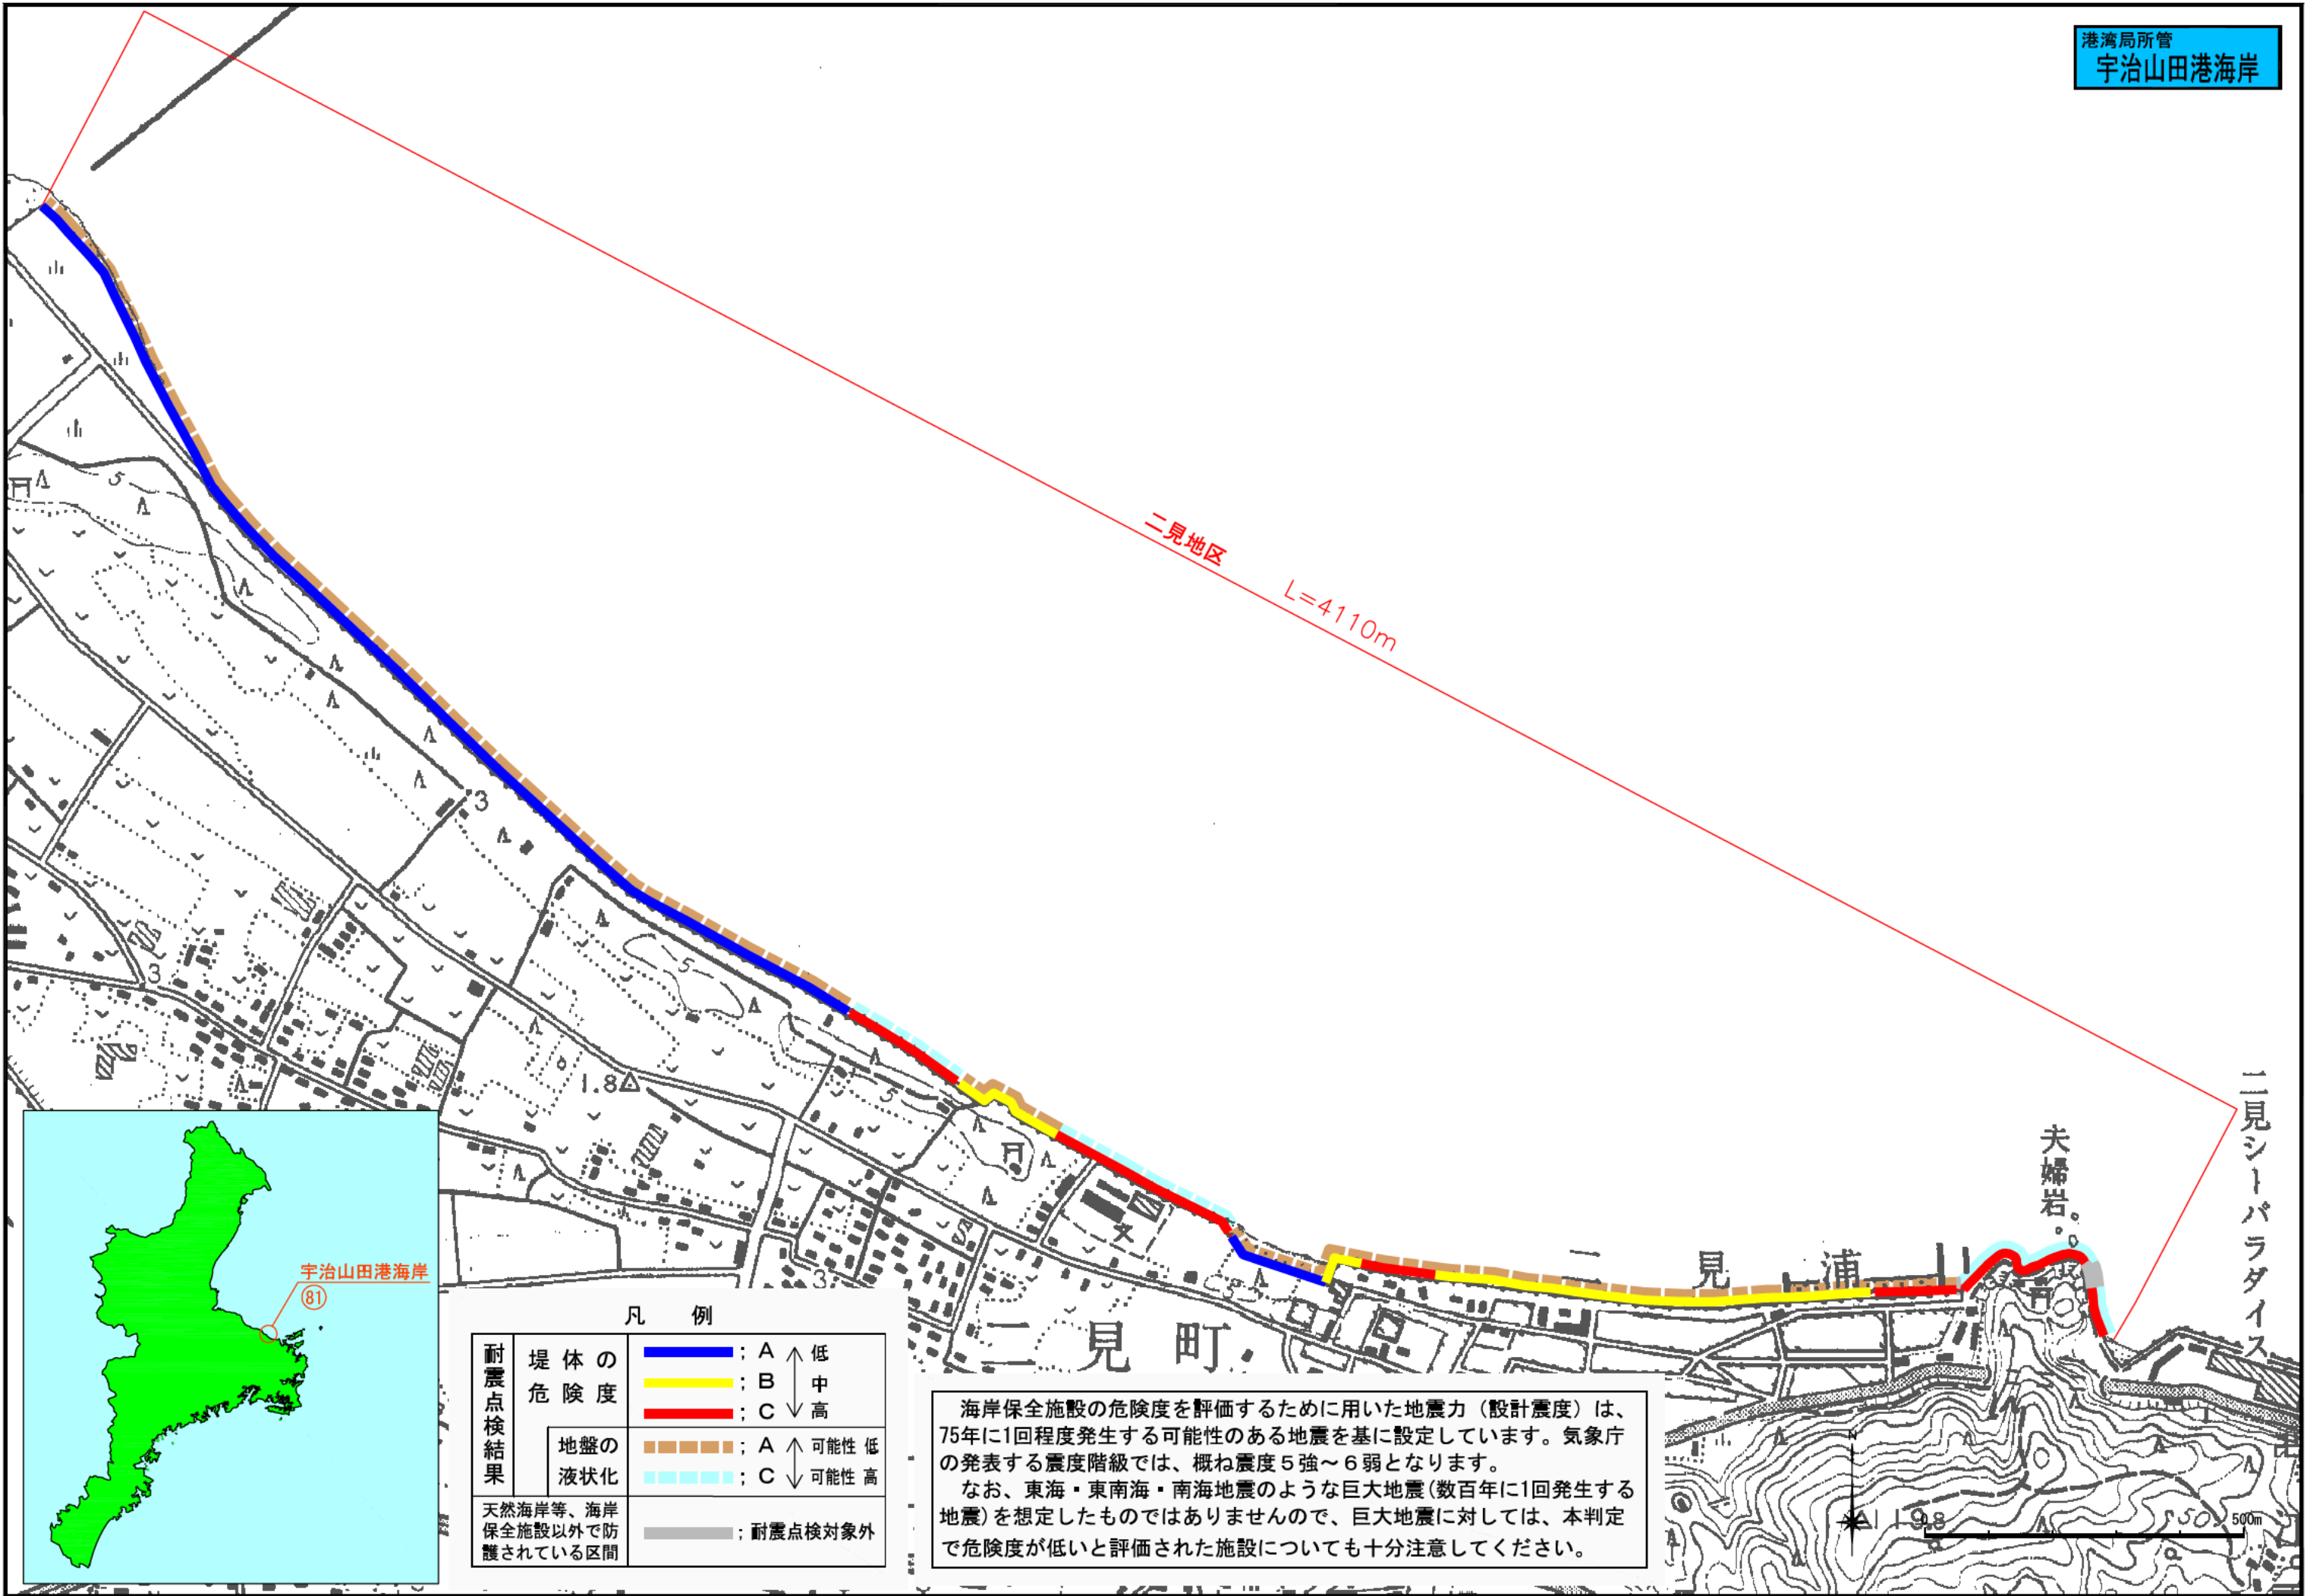 港湾局所管
宇治山田港海岸
二見地区
L=4110m
5
3
3
5
1.8
5
3
二見浦
夫婦岩
二見シーパラダイス
二見町
宇治山田港海岸
81
凡例
耐震点検結果
堤体の
危険度
; A 低
; B 中
; C 高
地盤の
液状化
; A 可能性 低
; C 可能性 高
天然海岸等、海岸
保全施設以外で防
護されている区間
; 耐震点検対象外
海岸保全施設の危険度を評価するために用いた地震力（設計震度）は、
75年に1回程度発生する可能性のある地震を基に設定しています。気象庁
の発表する震度階級では、概ね震度５強～６弱となります。
なお、東海・東南海・南海地震のような巨大地震(数百年に1回発生する
地震)を想定したものではありませんので、巨大地震に対しては、本判定
で危険度が低いと評価された施設についても十分注意してください。
N
500m